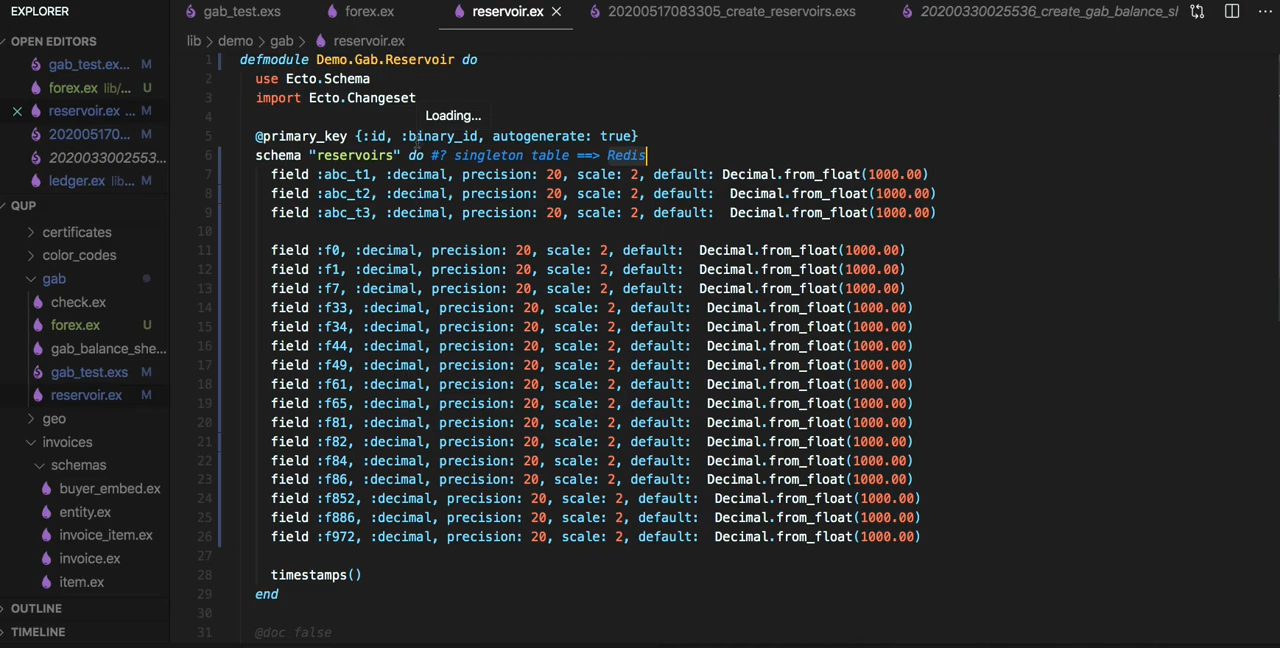 EXPLORER
gab_test.exs
forex.ex
reservoir.ex
20200517083305_create_reservoirs.exs
20200330025536_create_gab_balance_sh
OPEN EDITORS
gab_test.ex... M
forex.ex lib/... U
reservoir.ex ... M
202005170... M
2020033002553...
ledger.ex lib... M
QUP
certificates
color_codes
gab
check.ex
forex.ex U
gab_balance_she...
gab_test.exs M
reservoir.ex M
geo
invoices
schemas
buyer_embed.ex
entity.ex
invoice_item.ex
invoice.ex
item.ex
OUTLINE
TIMELINE
lib > demo > gab > reservoir.ex
1 defmodule Demo.Gab.Reservoir do
2 use Ecto.Schema
3 import Ecto.Changeset
4 Loading...
5 @primary_key {:id, :binary_id, autogenerate: true}
6 schema "reservoirs" do #? singleton table ==> Redis
7 field :abc_t1, :decimal, precision: 20, scale: 2, default: Decimal.from_float(1000.00)
8 field :abc_t2, :decimal, precision: 20, scale: 2, default:  Decimal.from_float(1000.00)
9 field :abc_t3, :decimal, precision: 20, scale: 2, default:  Decimal.from_float(1000.00)
10
11 field :f0, :decimal, precision: 20, scale: 2, default:  Decimal.from_float(1000.00)
12 field :f1, :decimal, precision: 20, scale: 2, default:  Decimal.from_float(1000.00)
13 field :f7, :decimal, precision: 20, scale: 2, default:  Decimal.from_float(1000.00)
14 field :f33, :decimal, precision: 20, scale: 2, default:  Decimal.from_float(1000.00)
15 field :f34, :decimal, precision: 20, scale: 2, default:  Decimal.from_float(1000.00)
16 field :f44, :decimal, precision: 20, scale: 2, default:  Decimal.from_float(1000.00)
17 field :f49, :decimal, precision: 20, scale: 2, default:  Decimal.from_float(1000.00)
18 field :f61, :decimal, precision: 20, scale: 2, default:  Decimal.from_float(1000.00)
19 field :f65, :decimal, precision: 20, scale: 2, default:  Decimal.from_float(1000.00)
20 field :f81, :decimal, precision: 20, scale: 2, default:  Decimal.from_float(1000.00)
21 field :f82, :decimal, precision: 20, scale: 2, default:  Decimal.from_float(1000.00)
22 field :f84, :decimal, precision: 20, scale: 2, default:  Decimal.from_float(1000.00)
23 field :f86, :decimal, precision: 20, scale: 2, default:  Decimal.from_float(1000.00)
24 field :f852, :decimal, precision: 20, scale: 2, default:  Decimal.from_float(1000.00)
25 field :f886, :decimal, precision: 20, scale: 2, default:  Decimal.from_float(1000.00)
26 field :f972, :decimal, precision: 20, scale: 2, default:  Decimal.from_float(1000.00)
27
28 timestamps()
29 end
30
31 @doc false